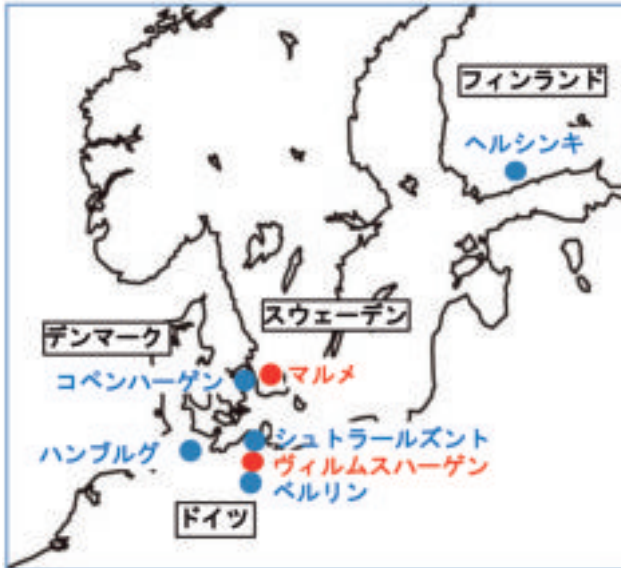 フィンランド
ヘルシンキ
スウェーデン
デンマーク
コペンハーゲン
マルメ
シュトラールズント
ハンブルグ
ヴィルムスハーゲン
ベルリン
ドイツ